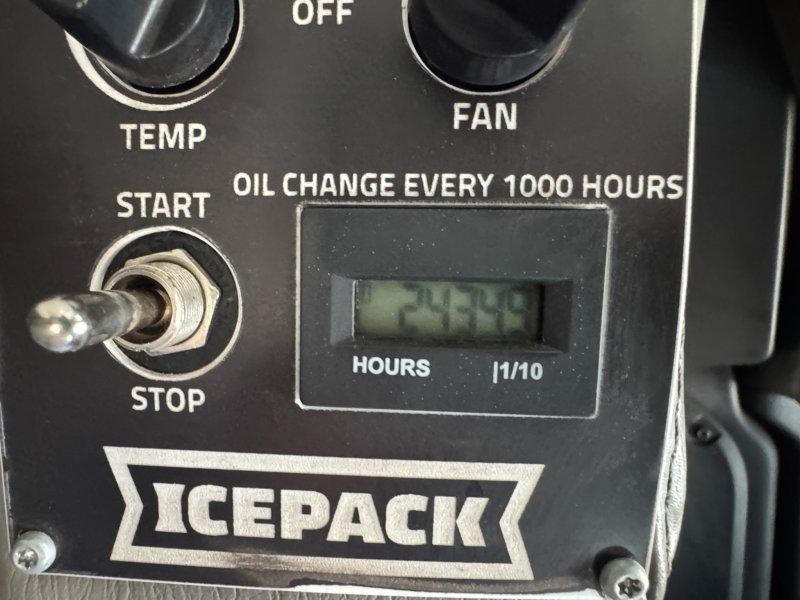 OFF
TEMP
FAN
OIL CHANGE EVERY 1000 HOURS
START
24349
HOURS |1/10
STOP
ICEPACK